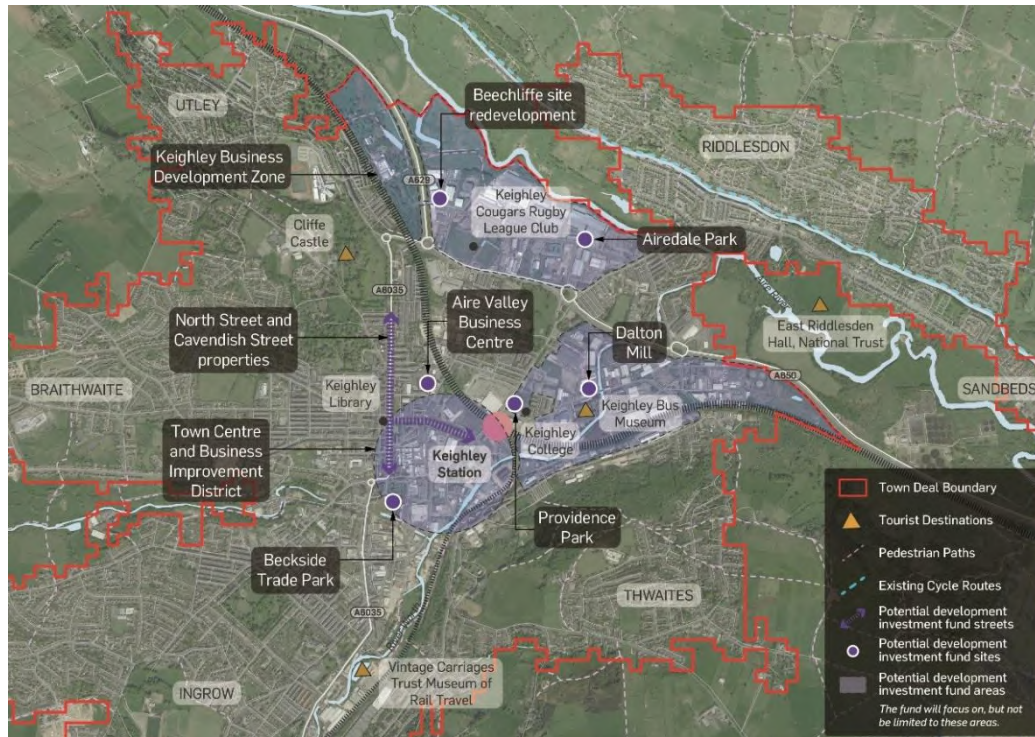 UTLEY
Beechliffe site
redevelopment
RIDDLESDON
Keighley Business
Development Zone
A629
Keighley
Cougars Rugby
League Club
Cliffe
Castle
Airedale Park
A6035
Aire Valley
Business
Centre
North Street and
Cavendish Street
properties
Dalton
Mill
East Riddlesden
Hall, National Trust
A650
BRAITHWAITE
Keighley
Library
SANDBEDS
Keighley Bus
Museum
Town Centre
and Business
Improvement
District
Keighley
College
Keighley
Station
Providence
Park
Beckside
Trade Park
THWAITES
A6035
Vintage Carriages
Trust Museum of
Rail Travel
INGROW
Town Deal Boundary
Tourist Destinations
Pedestrian Paths
Existing Cycle Routes
Potential development
investment fund streets
Potential development
investment fund sites
Potential development
investment fund areas
The fund will focus on, but not
be limited to these areas.